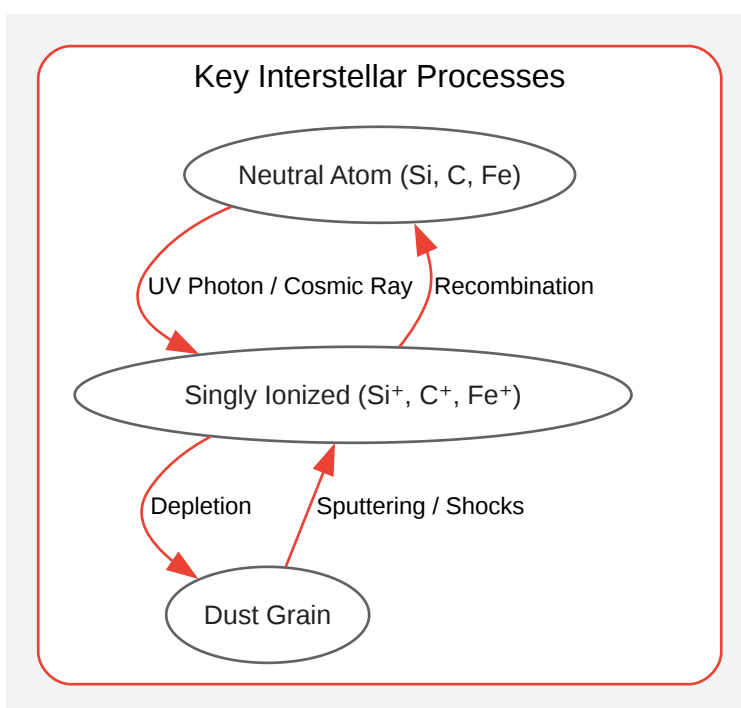 Key Interstellar Processes
Neutral Atom (Si, C, Fe)
UV Photon / Cosmic Ray
Recombination
Singly Ionized (Si⁺, C⁺, Fe⁺)
Depletion
Sputtering / Shocks
Dust Grain